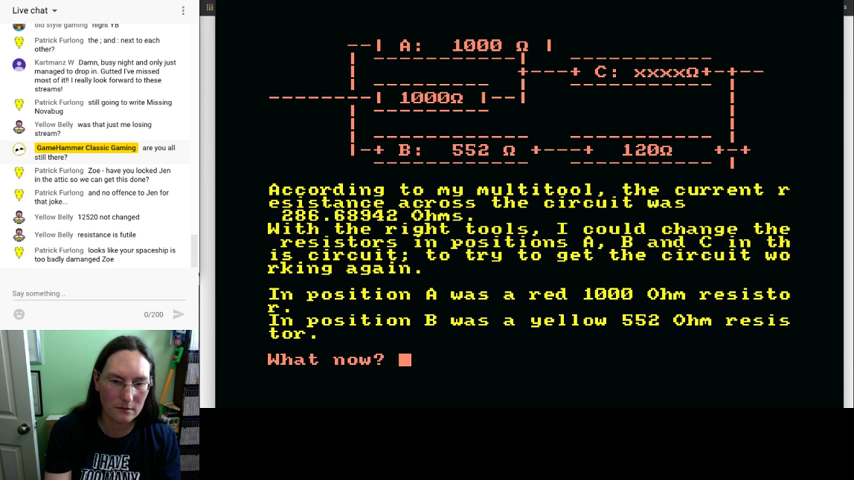 Live chat
old style gaming night Yb
Patrick Furlong the ; and : next to each
other?
Kartmanz W Damn, busy night and only just
managed to drop in. Gutted I've missed
most of it!! I really look forward to these
streams!
Patrick Furlong still going to write Missing
Novabug
Yellow Belly was that just me losing
stream?
GameHammer Classic Gaming are you all
still there?
Patrick Furlong Zoe - have you locked Jen
in the attic so we can get this done?
Patrick Furlong and no offence to Jen for
that joke...
Yellow Belly 12520 not changed
Yellow Belly resistance is futile
Patrick Furlong looks like your spaceship is
too badly damanged Zoe
Say something...
0/200
I HAVE
TOO MANY
A: 1000 Ω
C: xxxxΩ
1000Ω
B: 552 Ω
120Ω
According to my multitool, the current r
esistance across the circuit was
286.68942 Ohms.
With the right tools, I could change the
resistors in positions A, B and C in th
is circuit; to try to get the circuit wo
rking again.
In position A was a red 1000 Ohm resisto
r.
In position B was a yellow 552 Ohm resis
tor.
What now?